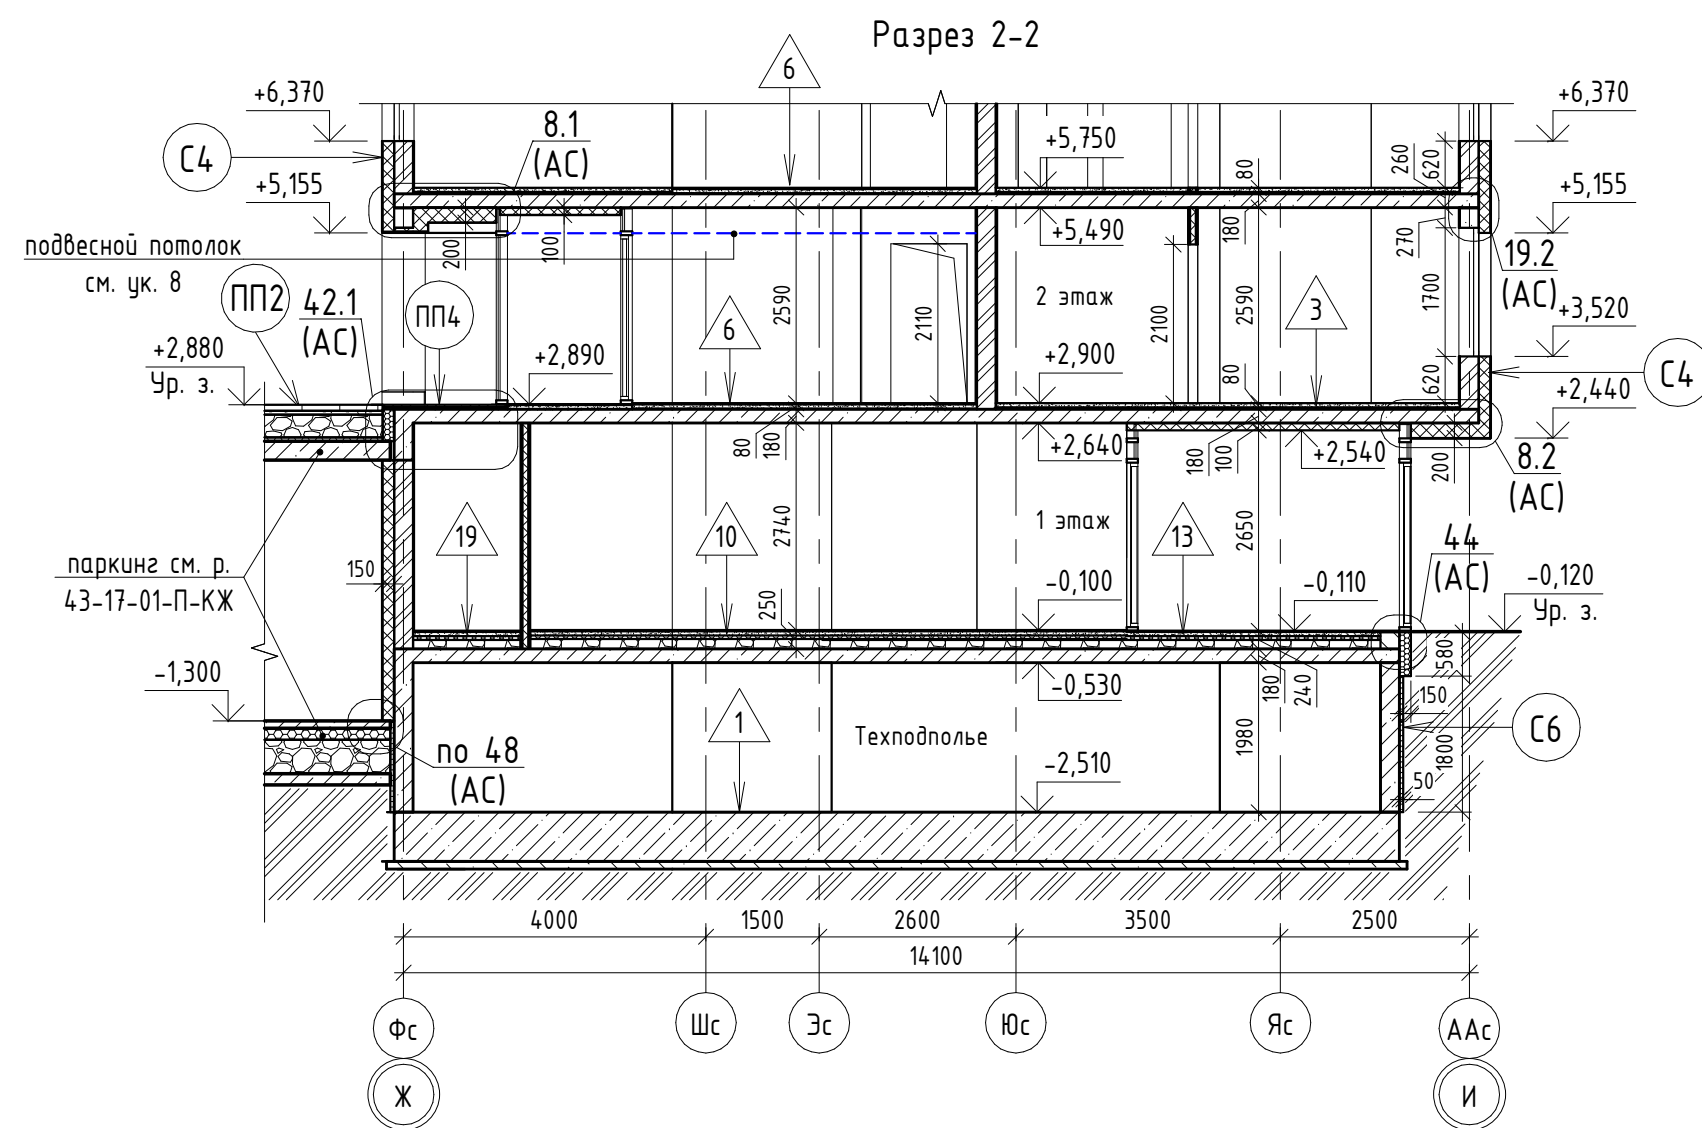 Разрез 2-2
6
+6,370
+6,370
8.1
(АС)
С4
+5,750
80
260
620
+5,155
+5,155
подвесной потолок
см. ук. 8
200
100
+5,490
180
270
19.2
(АС)
ПП2
42.1
(АС)
ПП4
2590
6
2110
2 этаж
2100
2590
3
1700
+3,520
+2,880
Ур. з.
+2,890
+2,900
80
620
С4
+2,440
80
180
+2,640
180
100
+2,540
200
8.2
(АС)
19
10
2740
1 этаж
13
2650
44
(АС)
паркинг см. р.
43-17-01-П-КЖ
150
250
-0,100
-0,110
-0,120
Ур. з.
-1,300
-0,530
180
240
580
150
1
Техподполье
1980
С6
1800
по 48
(АС)
-2,510
50
4000
1500
2600
3500
2500
14100
Фс
Шс
Эс
Юс
Яс
ААс
Ж
И